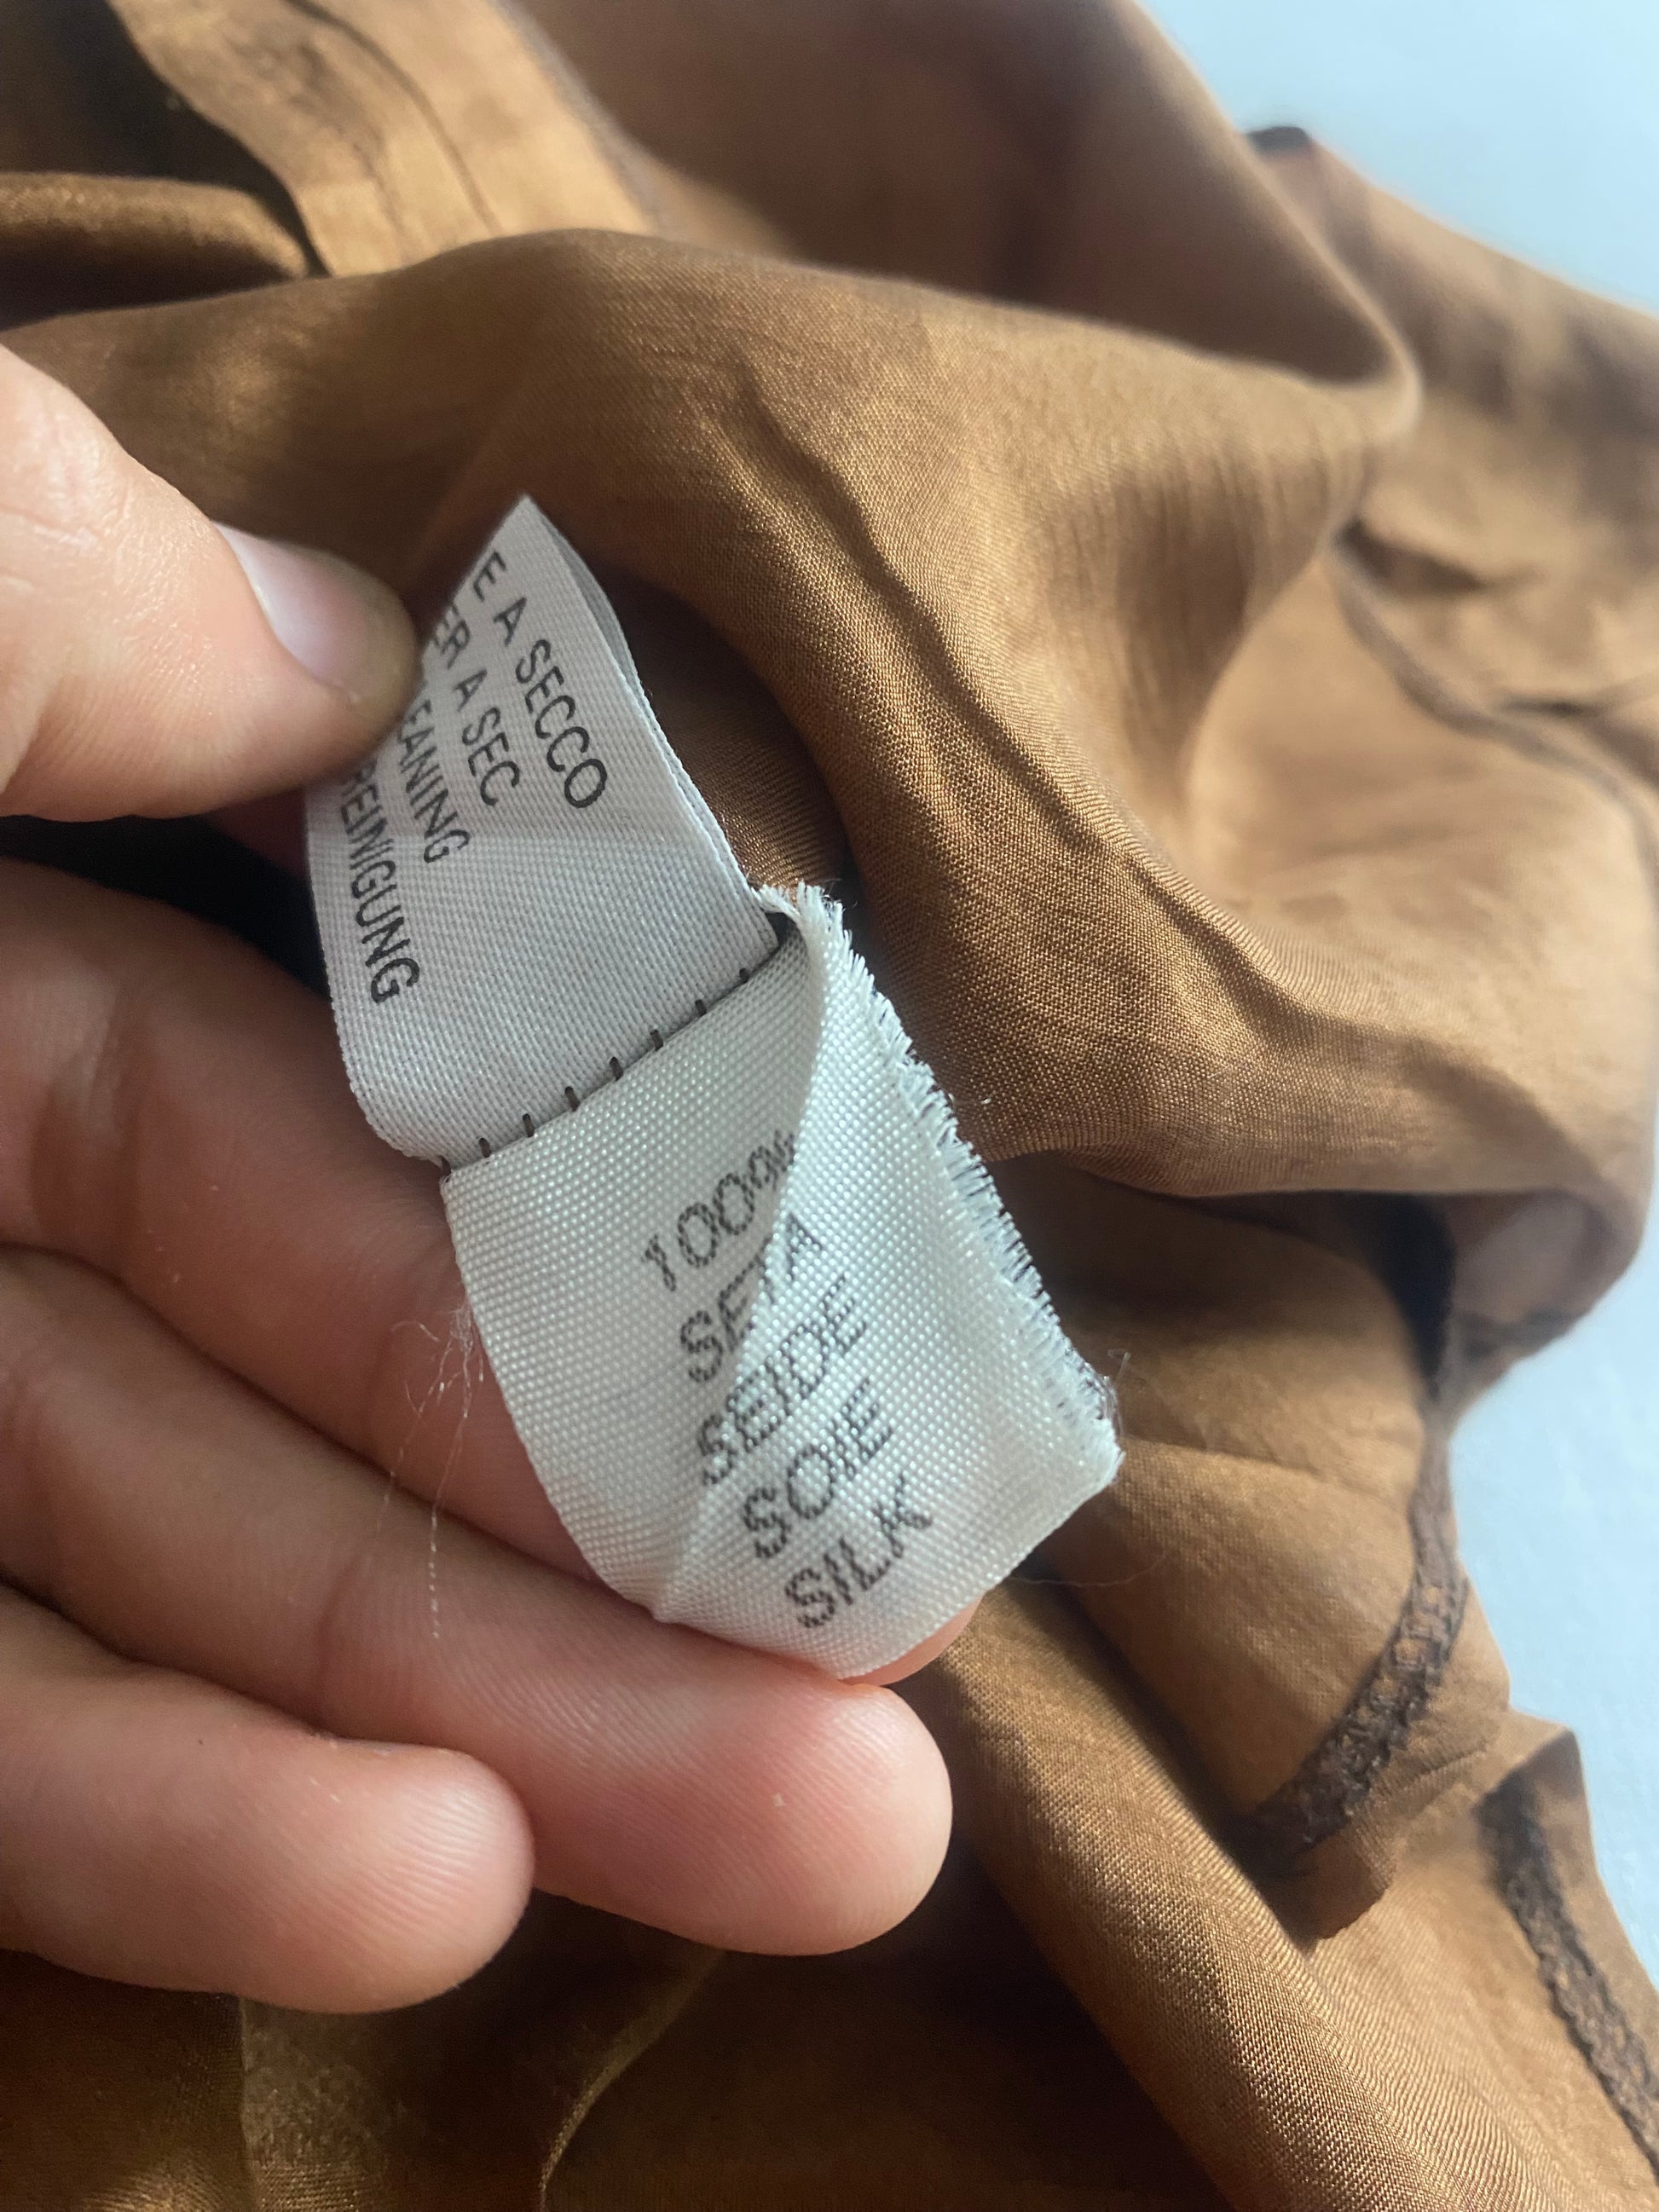 E A SECCO
ER A SEC
EANING
REINIGUNG
100%
SETA
SEIDE
SOIE
SILK